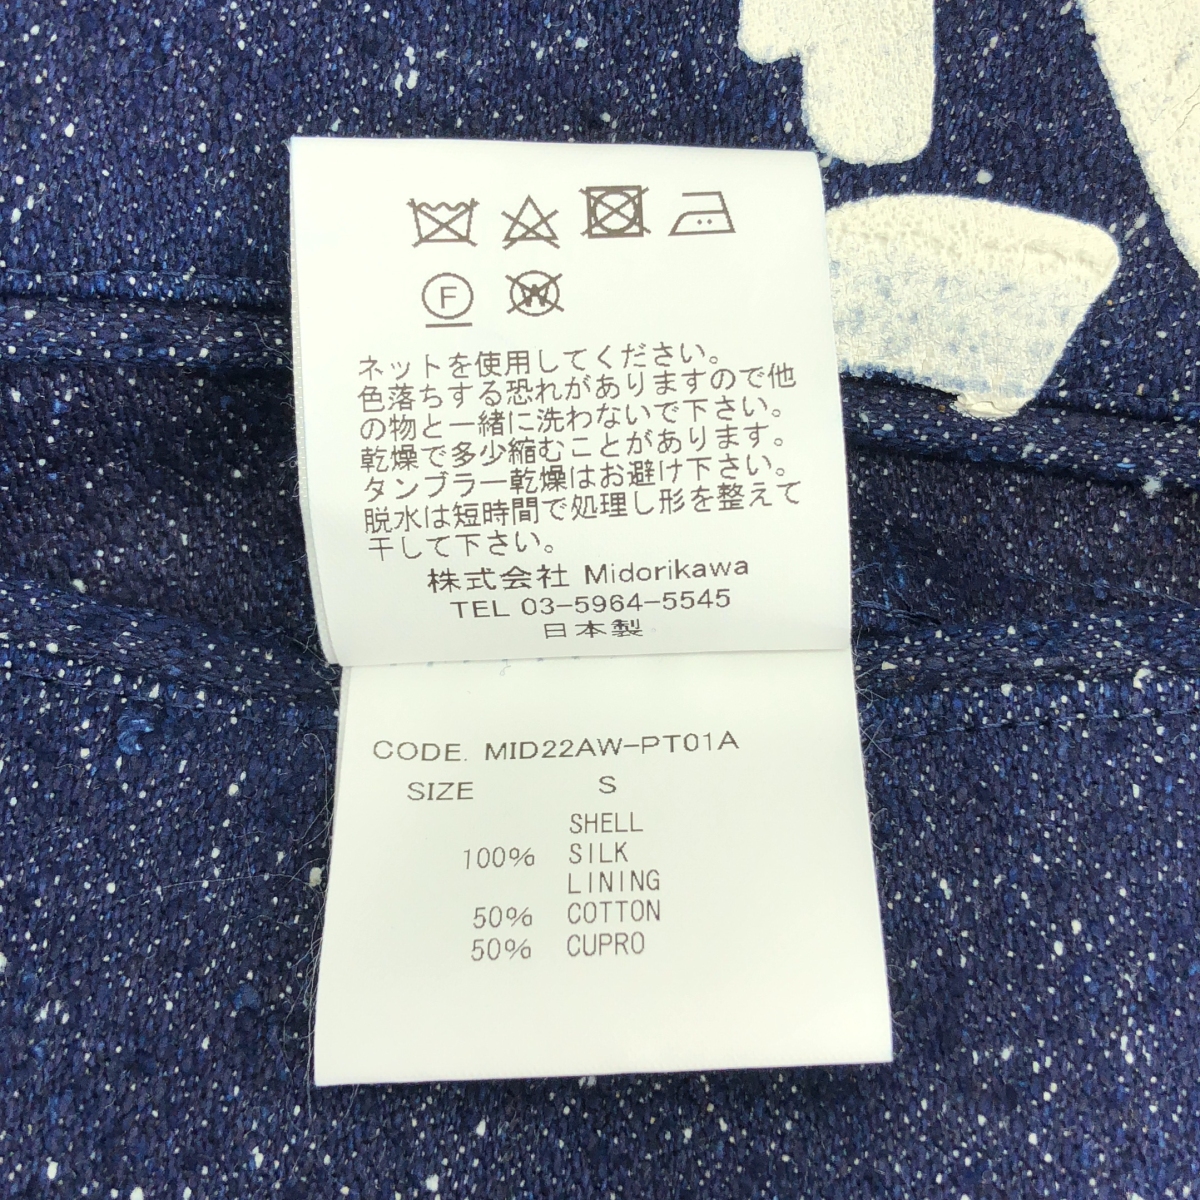 F
W
ネットを使用してください。
色落ちする恐れがありますので他
の物と一緒に洗わないで下さい。
乾燥で多少縮むことがあります。
タンブラー乾燥はお避け下さい。
脱水は短時間で処理し形を整えて
干して下さい。
株式会社 Midorikawa
TEL 03-5964-5545
日本製
CODE. MID22AW-PT01A
SIZE S
SHELL
100% SILK
LINING
50% COTTON
50% CUPRO